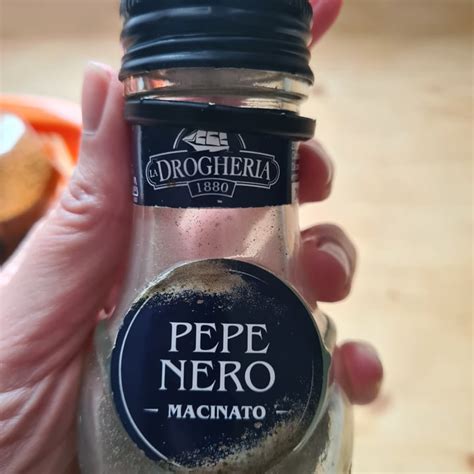 LA DROGHERIA
1880
PEPE
NERO
MACINATO